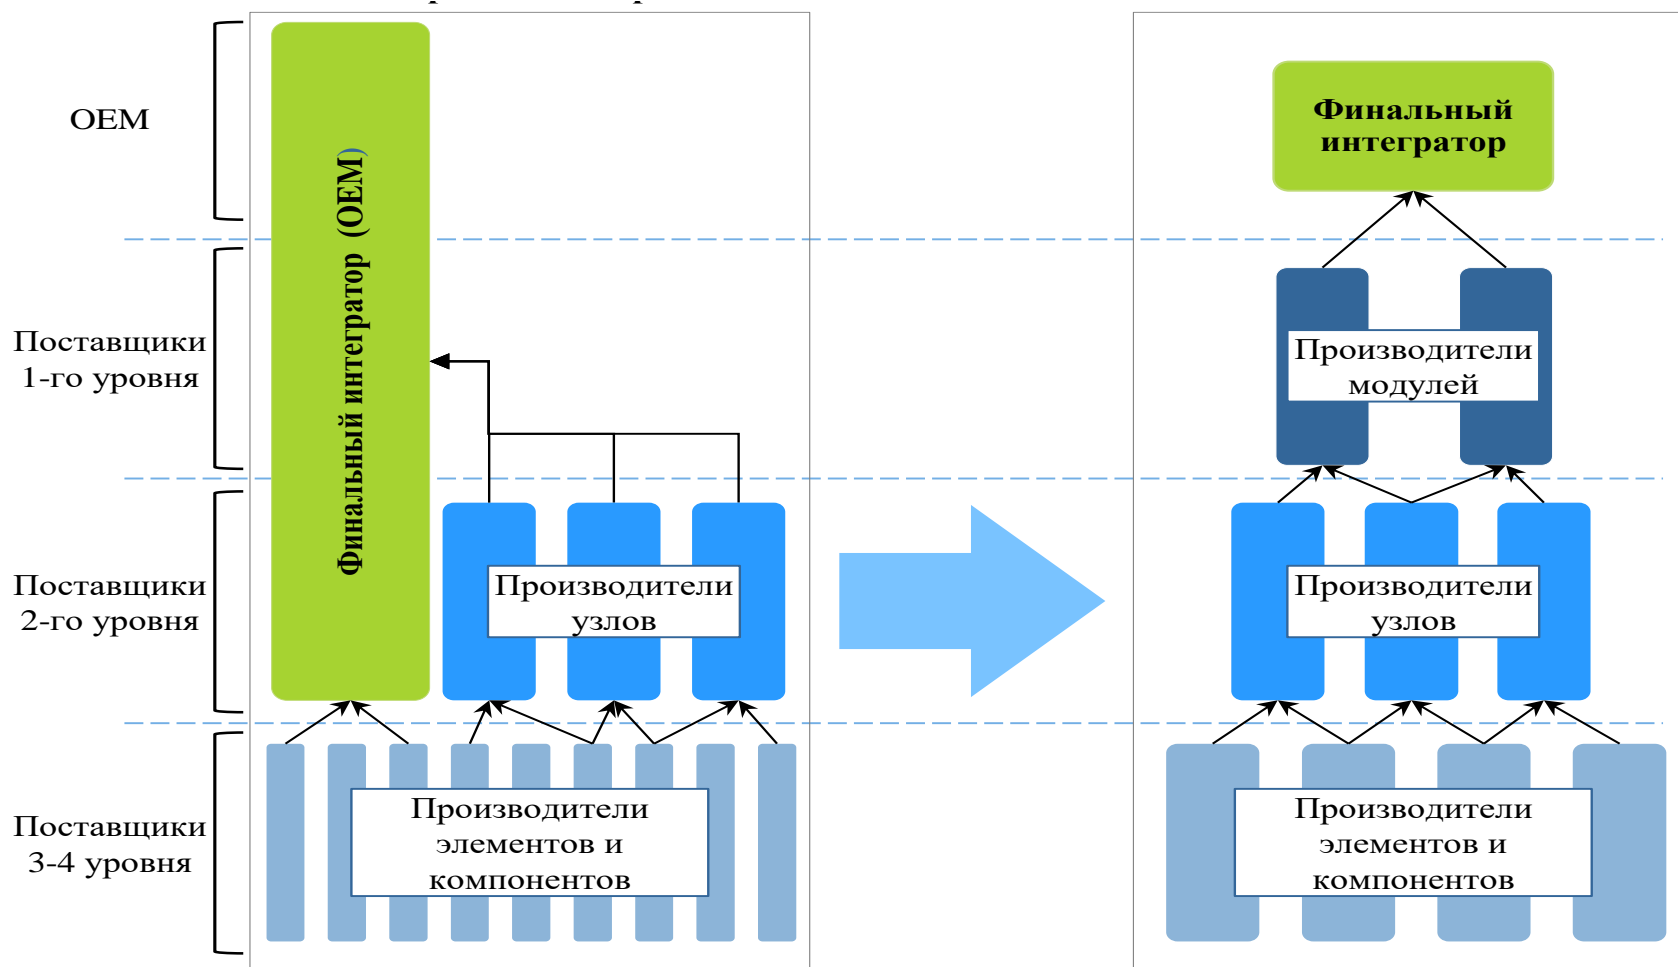 OEM
Поставщики
1-го уровня
Поставщики
2-го уровня
Поставщики
3-4 уровня
Финальный интегратор (OEM)
Производители
узлов
Производители
элементов и
компонентов
Финальный
интегратор
Производители
модулей
Производители
узлов
Производители
элементов и
компонентов